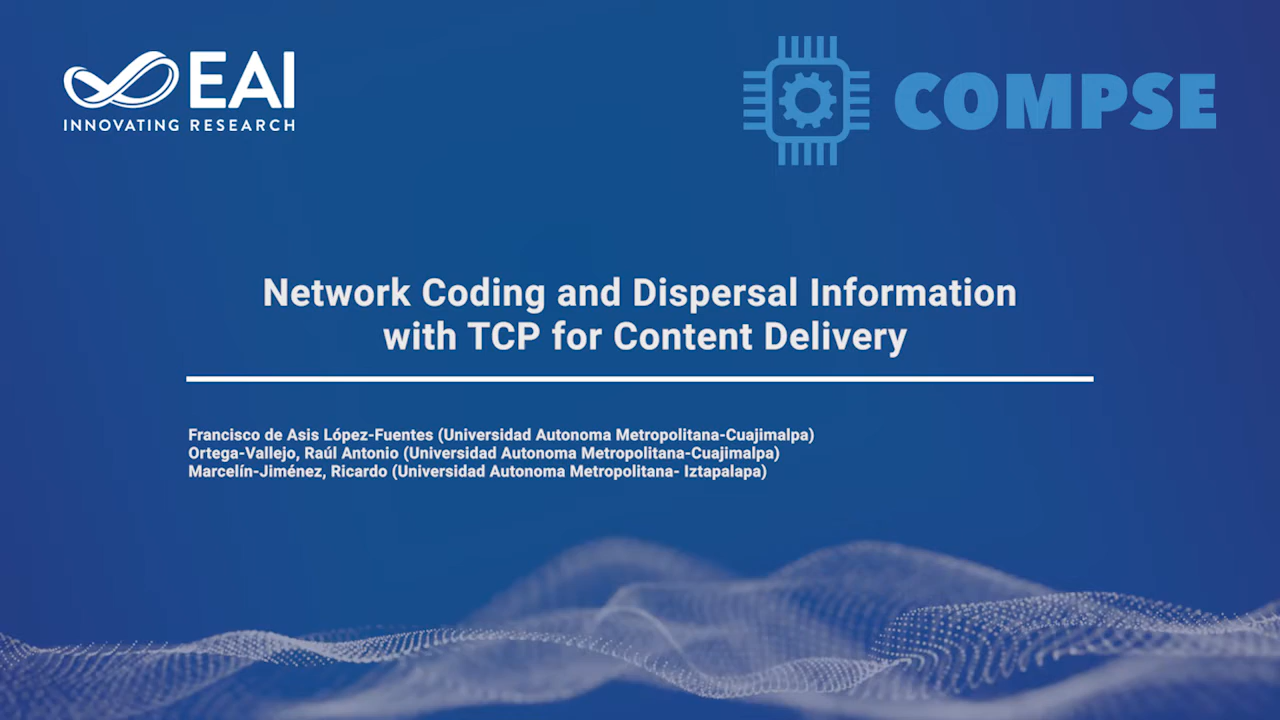 EAI
INNOVATING RESEARCH
COMPSE
Network Coding and Dispersal Information
with TCP for Content Delivery
Francisco de Asis López-Fuentes (Universidad Autonoma Metropolitana-Cuajimalpa)
Ortega-Vallejo, Raúl Antonio (Universidad Autonoma Metropolitana-Cuajimalpa)
Marcelín-Jiménez, Ricardo (Universidad Autonoma Metropolitana- Iztapalapa)